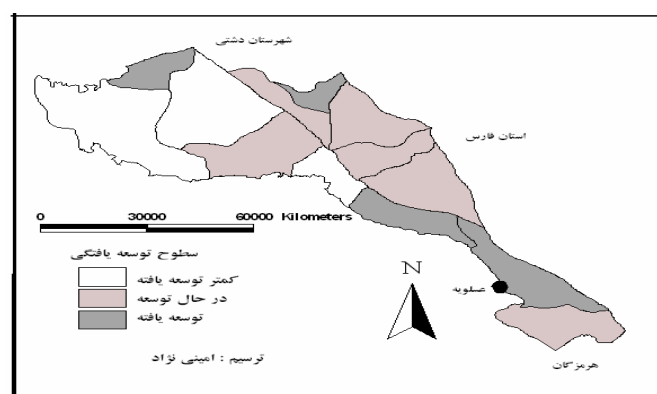 شهرستان دشتی
استان فارس
0 30000 60000 Kilometers
سطوح توسعه یافتگی
کمتر توسعه یافته
در حال توسعه
توسعه یافته
N
عسلویه
ترسیم : امینی نژاد
هرمزگان